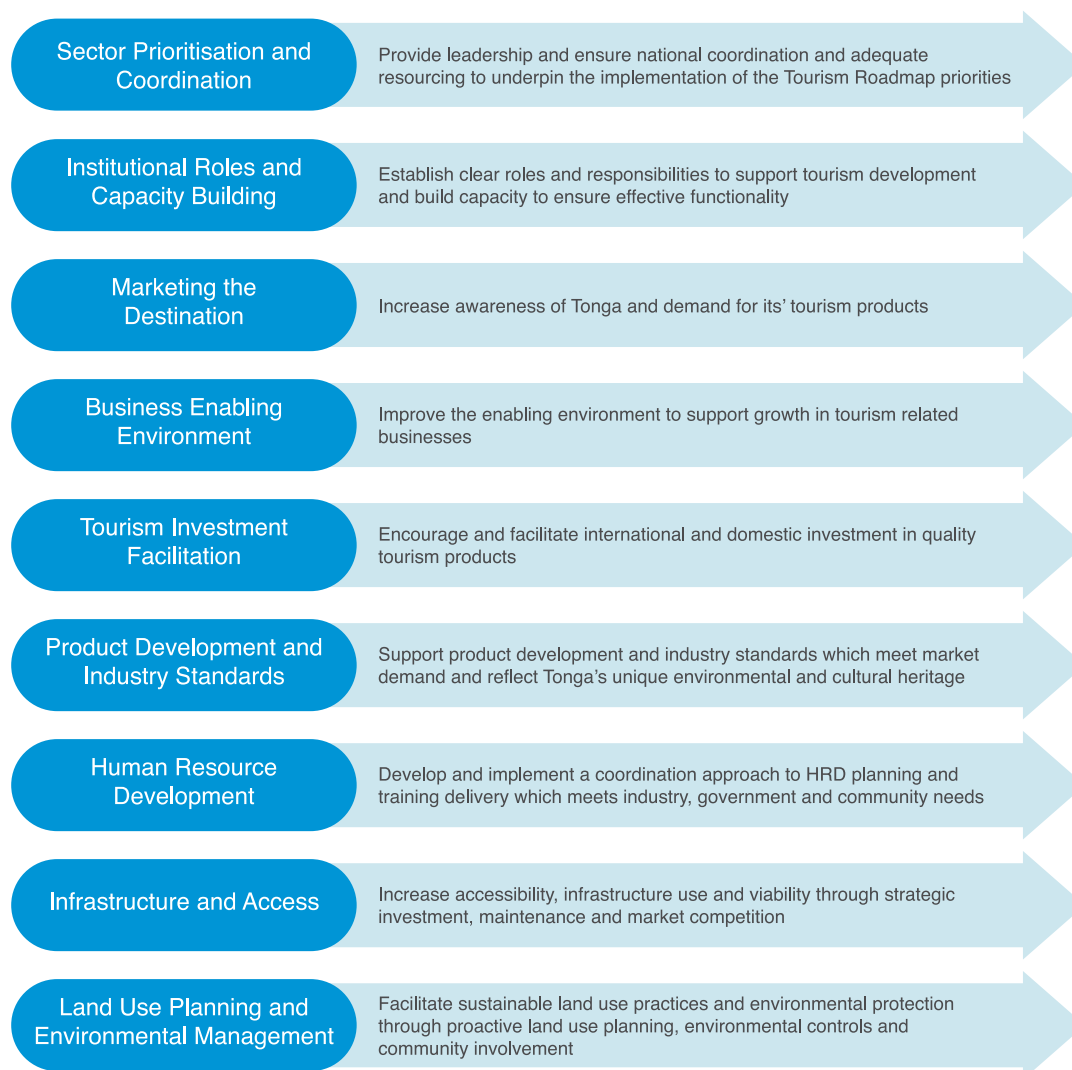 Sector Prioritisation and
Coordination
Provide leadership and ensure national coordination and adequate
resourcing to underpin the implementation of the Tourism Roadmap priorities
Institutional Roles and
Capacity Building
Establish clear roles and responsibilities to support tourism development
and build capacity to ensure effective functionality
Marketing the
Destination
Increase awareness of Tonga and demand for its’ tourism products
Business Enabling
Environment
Improve the enabling environment to support growth in tourism related
businesses
Tourism Investment
Facilitation
Encourage and facilitate international and domestic investment in quality
tourism products
Product Development and
Industry Standards
Support product development and industry standards which meet market
demand and reflect Tonga’s unique environmental and cultural heritage
Human Resource
Development
Develop and implement a coordination approach to HRD planning and
training delivery which meets industry, government and community needs
Infrastructure and Access
Increase accessibility, infrastructure use and viability through strategic
investment, maintenance and market competition
Land Use Planning and
Environmental Management
Facilitate sustainable land use practices and environmental protection
through proactive land use planning, environmental controls and
community involvement